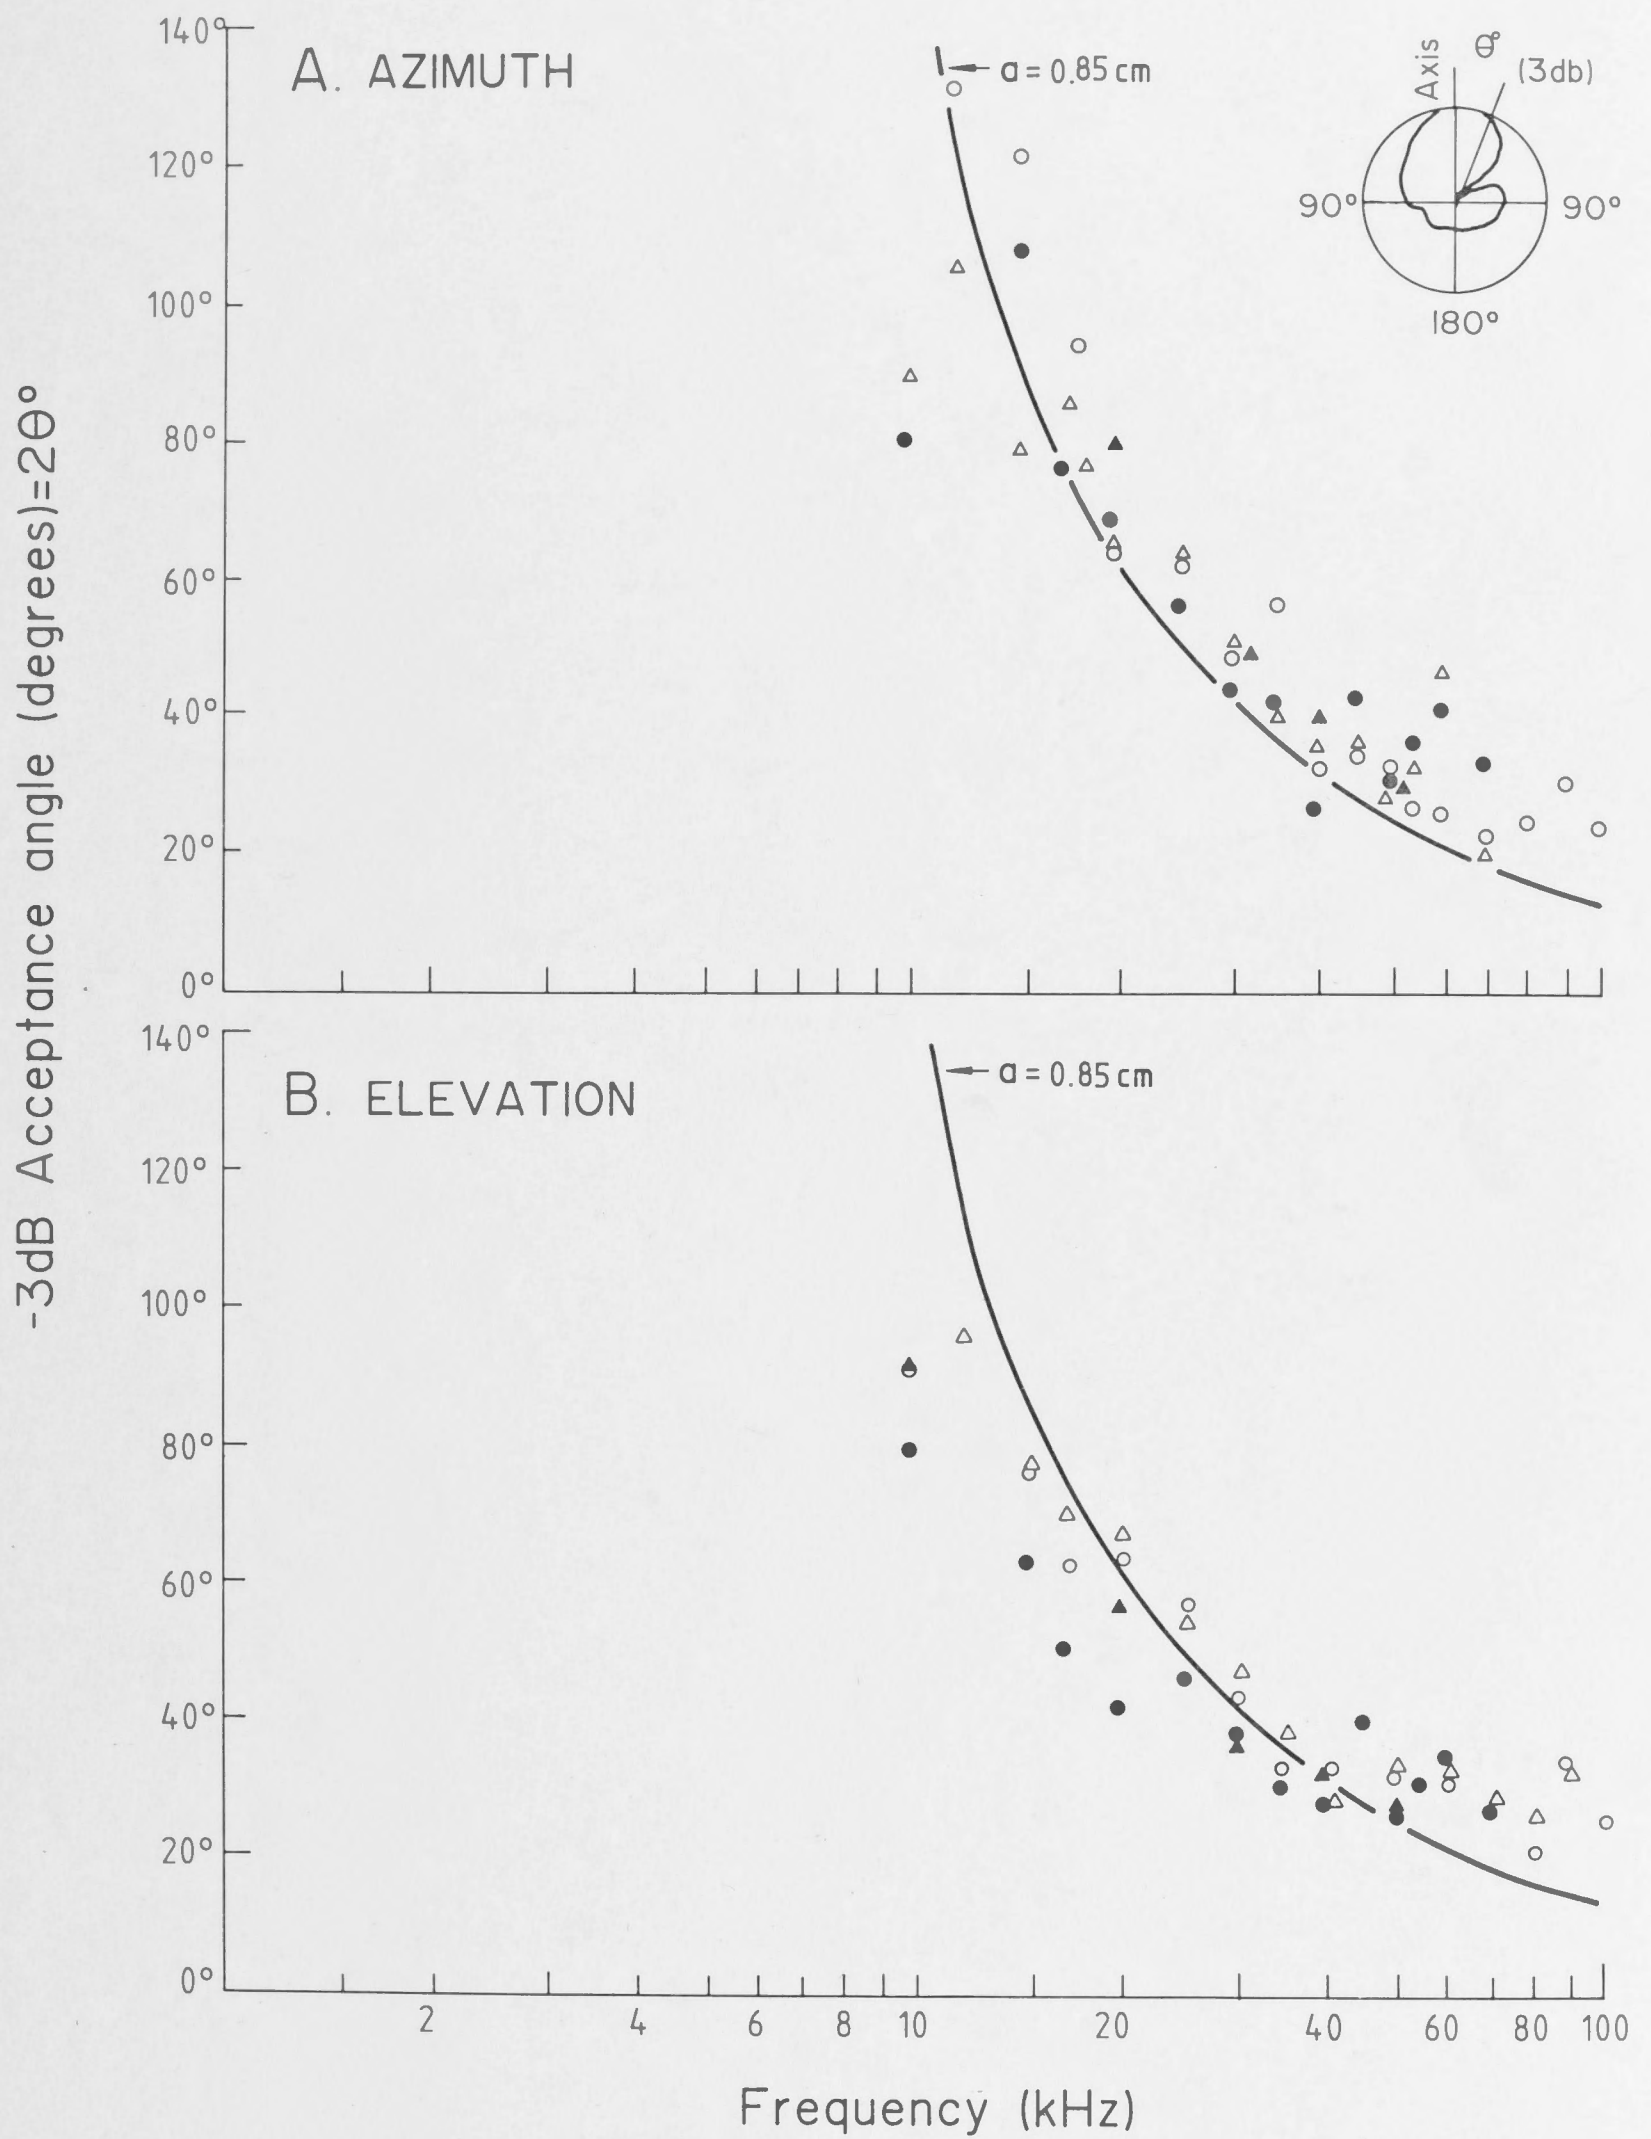 -3dB Acceptance angle (degrees)=2θ°
A. AZIMUTH
a = 0.85 cm
Axis
θ°
(3db)
90°
90°
180°
140°
120°
100°
80°
60°
40°
20°
0°
B. ELEVATION
a = 0.85 cm
140°
120°
100°
80°
60°
40°
20°
0°
2 4 6 8 10 20 40 60 80 100
Frequency (kHz)